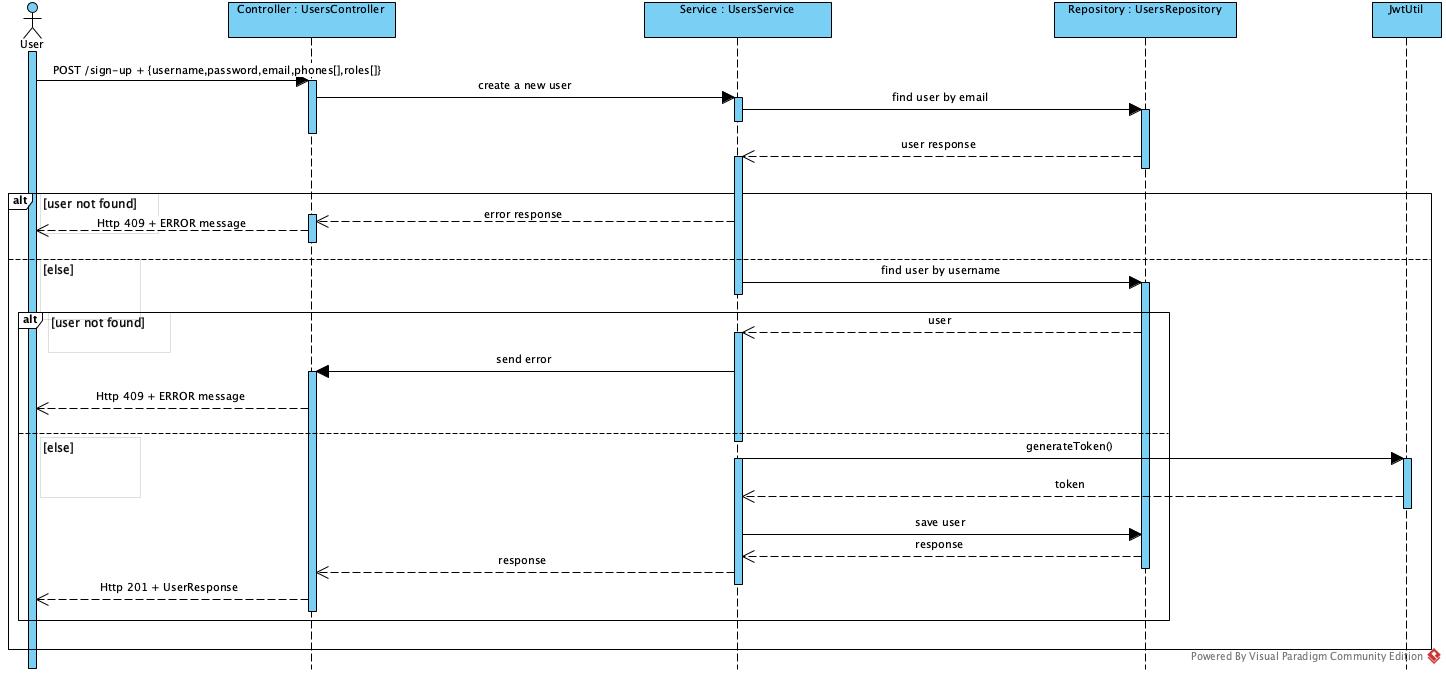 Controller : UsersController
Service : UsersService
Repository : UsersRepository
JwtUtil
User
POST /sign-up + {username,password,email,phones[],roles[]}
create a new user
find user by email
user response
alt
[user not found]
error response
Http 409 + ERROR message
[else]
find user by username
alt
[user not found]
user
send error
Http 409 + ERROR message
[else]
generateToken()
token
save user
response
response
Http 201 + UserResponse
Powered By Visual Paradigm Community Edition